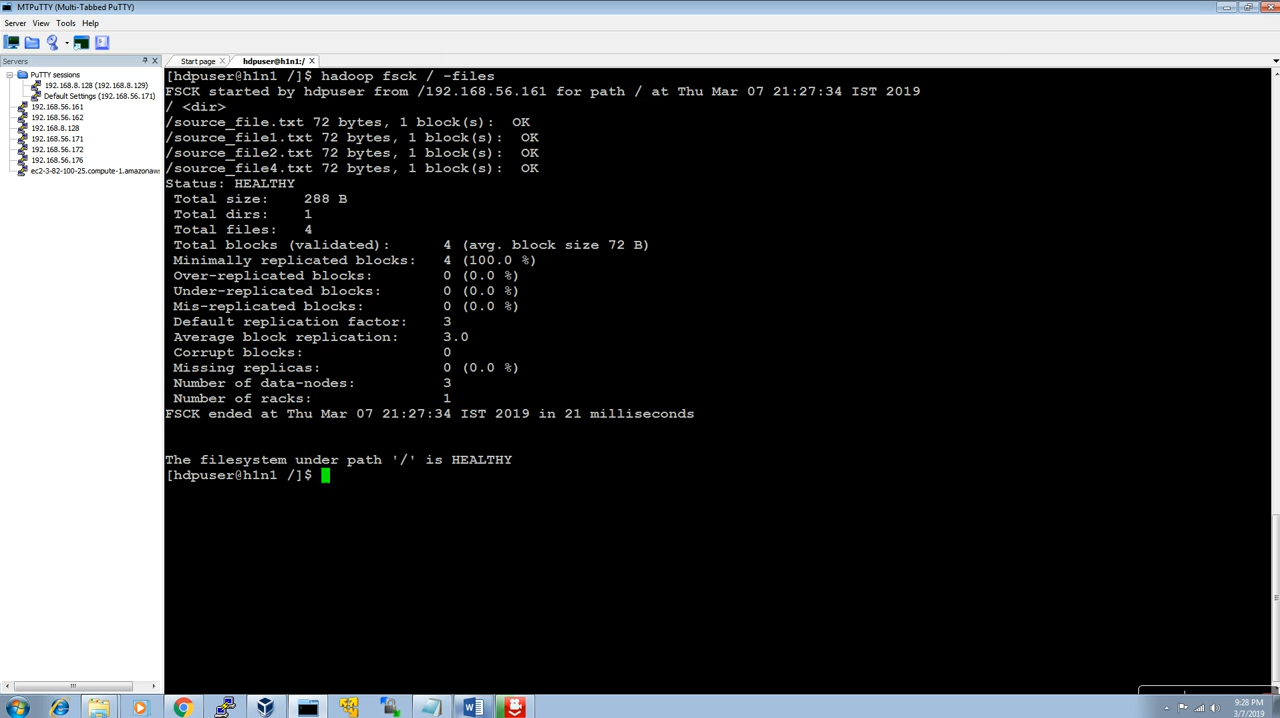 MTPuTTY (Multi-Tabbed PuTTY)
Server View Tools Help
Servers
Start page
hdpuser@h1n1:/
PuTTY sessions
192.168.8.128 (192.168.8.129)
Default Settings (192.168.56.171)
192.168.56.161
192.168.56.162
192.168.8.128
192.168.56.171
192.168.56.172
192.168.56.176
ec2-3-82-100-25.compute-1.amazonaw
[hdpuser@h1n1 /]$ hadoop fsck / -files
FSCK started by hdpuser from /192.168.56.161 for path / at Thu Mar 07 21:27:34 IST 2019
/ <dir>
/source_file.txt 72 bytes, 1 block(s):  OK
/source_file1.txt 72 bytes, 1 block(s):  OK
/source_file2.txt 72 bytes, 1 block(s):  OK
/source_file4.txt 72 bytes, 1 block(s):  OK
Status: HEALTHY
Total size: 288 B
Total dirs: 1
Total files: 4
Total blocks (validated): 4 (avg. block size 72 B)
Minimally replicated blocks: 4 (100.0 %)
Over-replicated blocks: 0 (0.0 %)
Under-replicated blocks: 0 (0.0 %)
Mis-replicated blocks: 0 (0.0 %)
Default replication factor: 3
Average block replication: 3.0
Corrupt blocks: 0
Missing replicas: 0 (0.0 %)
Number of data-nodes: 3
Number of racks: 1
FSCK ended at Thu Mar 07 21:27:34 IST 2019 in 21 milliseconds
The filesystem under path '/' is HEALTHY
[hdpuser@h1n1 /]$
9:28 PM
3/7/2019